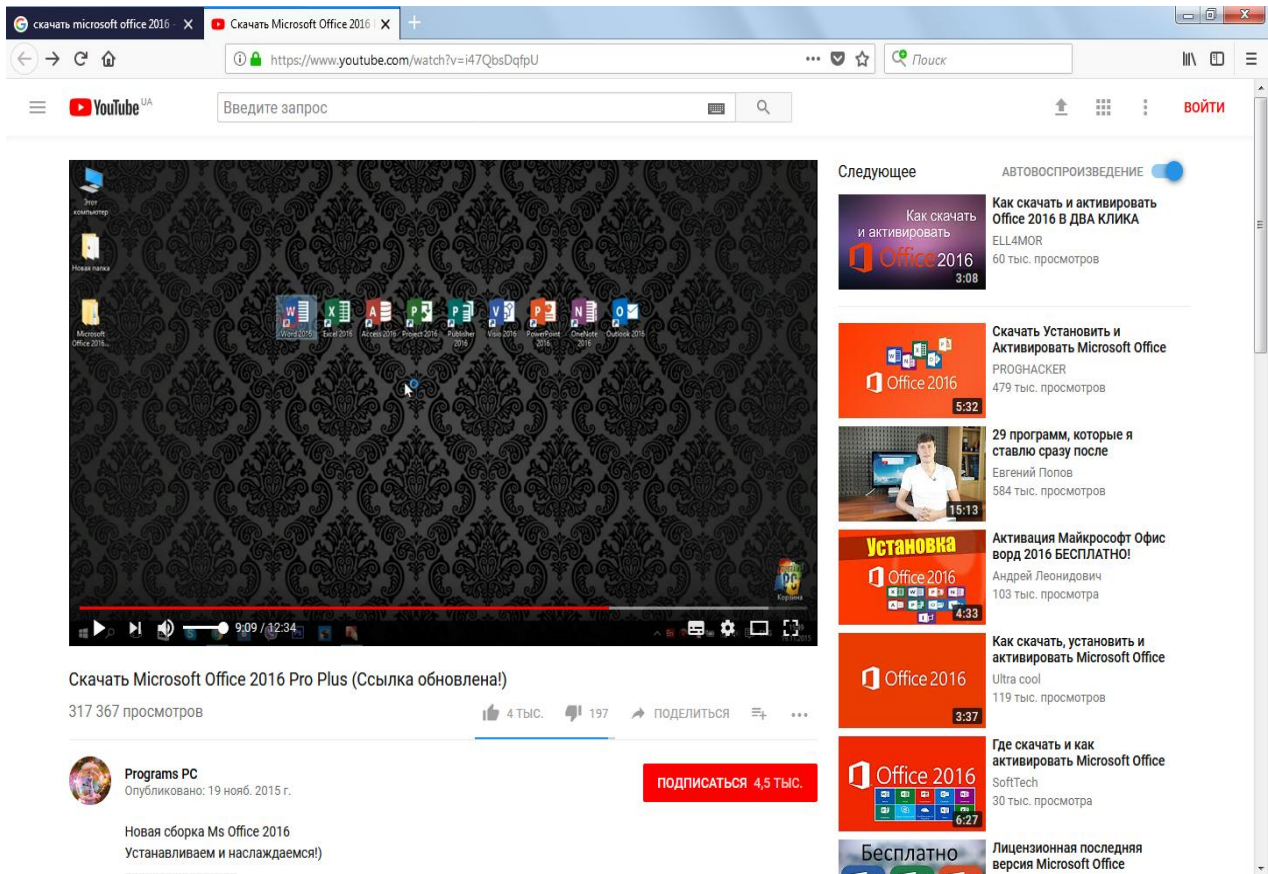 скачать microsoft office 2016 -
Скачать Microsoft Office 2016
https://www.youtube.com/watch?v=i47QbsDqfpU
Поиск
YouTube UA
Введите запрос
ВОЙТИ
Этот
компьютер
Новая папка
Microsoft
Office 2016...
Word 2016
Excel 2016
Access 2016
Project 2016
Publisher
2016
Visio 2016
PowerPoint
2016
OneNote
2016
Outlook 2016
Корзина
9:09 / 12:34
Скачать Microsoft Office 2016 Pro Plus (Ссылка обновлена!)
317 367 просмотров
4 ТЫС.
197
ПОДЕЛИТЬСЯ
Programs PC
Опубликовано: 19 нояб. 2015 г.
ПОДПИСАТЬСЯ 4,5 ТЫС.
Новая сборка Ms Office 2016
Устанавливаем и наслаждаемся!)
Следующее
АВТОВОСПРОИЗВЕДЕНИЕ
Как скачать
и активировать
Office 2016
3:08
Как скачать и активировать
Office 2016 В ДВА КЛИКА
ELL4MOR
60 тыс. просмотров
Office 2016
5:32
Скачать Установить и
Активировать Microsoft Office
PROGHACKER
479 тыс. просмотров
15:13
29 программ, которые я
ставлю сразу после
Евгений Попов
584 тыс. просмотров
Установка
Office 2016
4:33
Активация Майкрософт Офис
ворд 2016 БЕСПЛАТНО!
Андрей Леонидович
103 тыс. просмотра
Office 2016
3:37
Как скачать, установить и
активировать Microsoft Office
Ultra cool
119 тыс. просмотров
Office 2016
6:27
Где скачать и как
активировать Microsoft Office
SoftTech
30 тыс. просмотра
Бесплатно
Лицензионная последняя
версия Microsoft Office